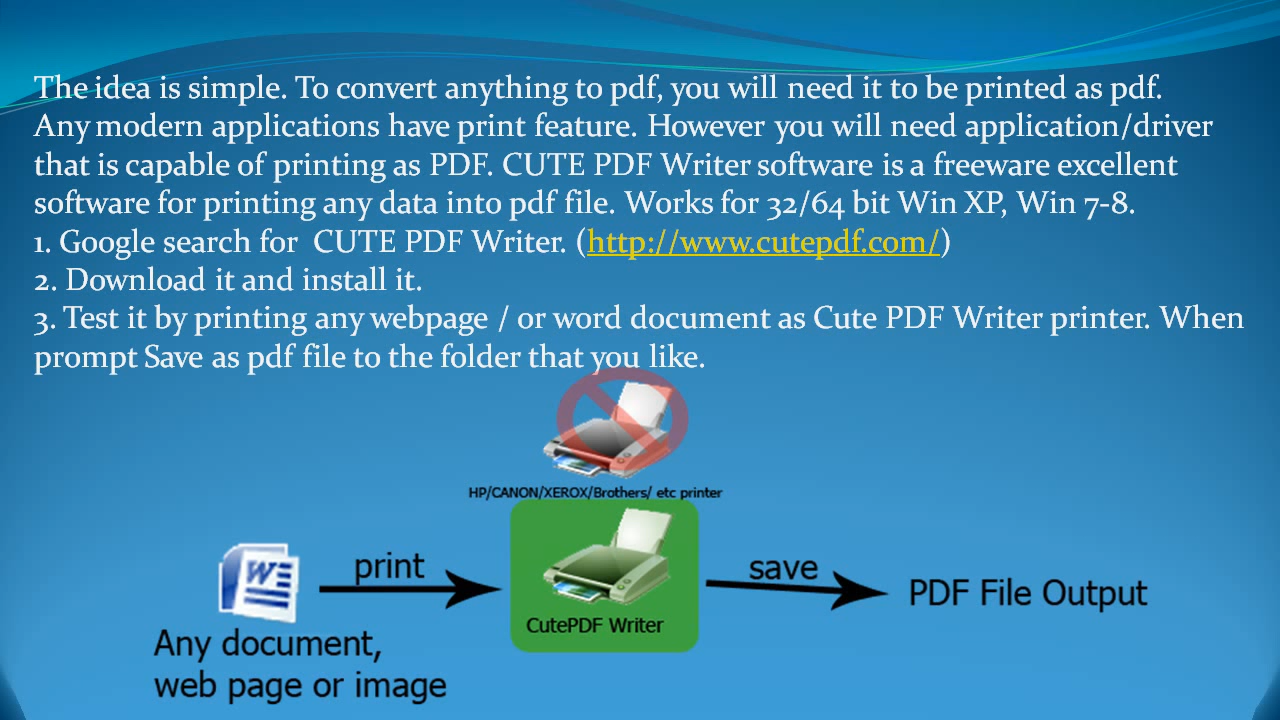 The idea is simple. To convert anything to pdf, you will need it to be printed as pdf.
Any modern applications have print feature. However you will need application/driver
that is capable of printing as PDF. CUTE PDF Writer software is a freeware excellent
software for printing any data into pdf file. Works for 32/64 bit Win XP, Win 7-8.
1. Google search for  CUTE PDF Writer. (http://www.cutepdf.com/)
2. Download it and install it.
3. Test it by printing any webpage / or word document as Cute PDF Writer printer. When
prompt Save as pdf file to the folder that you like.
HP/CANON/XEROX/Brothers/ etc printer
W
print
save
PDF File Output
CutePDF Writer
Any document,
web page or image